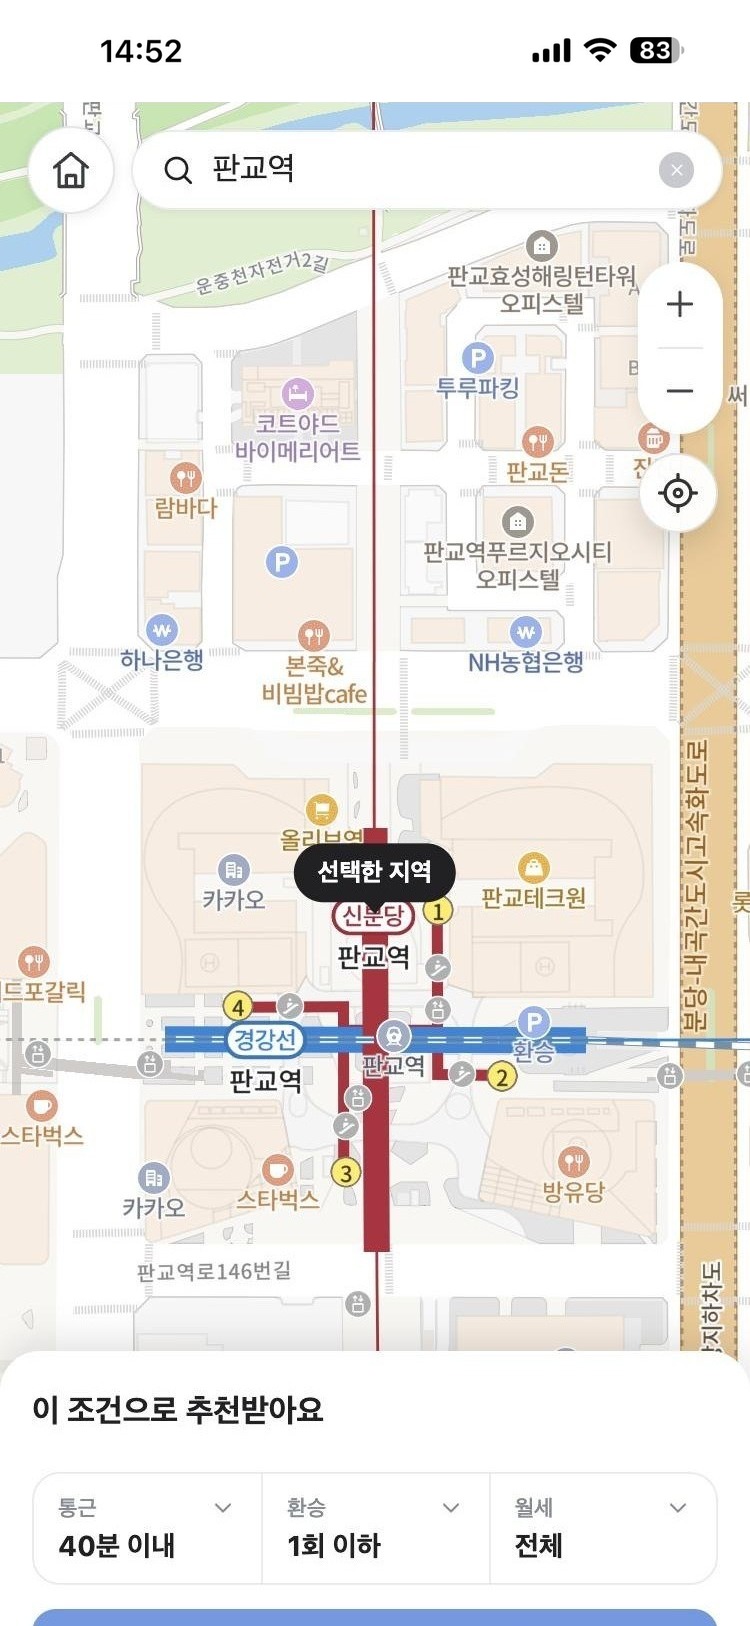 14:52
83
판교역
운중천자전거2길
판교효성해링턴타워
오피스텔
투루파킹
코트야드
바이메리어트
판교돈
람바다
판교역푸르지오시티
오피스텔
하나은행
본죽&
비빔밥cafe
NH농협은행
분당-내곡간도시고속화도로
올리브영
선택한 지역
카카오
신분당
1
판교테크원
판교역
4
경강선
환승
판교역
판교역
2
스타벅스
3
카카오
스타벅스
방유당
판교역로146번길
이 조건으로 추천받아요
통근
환승
월세
40분 이내
1회 이하
전체